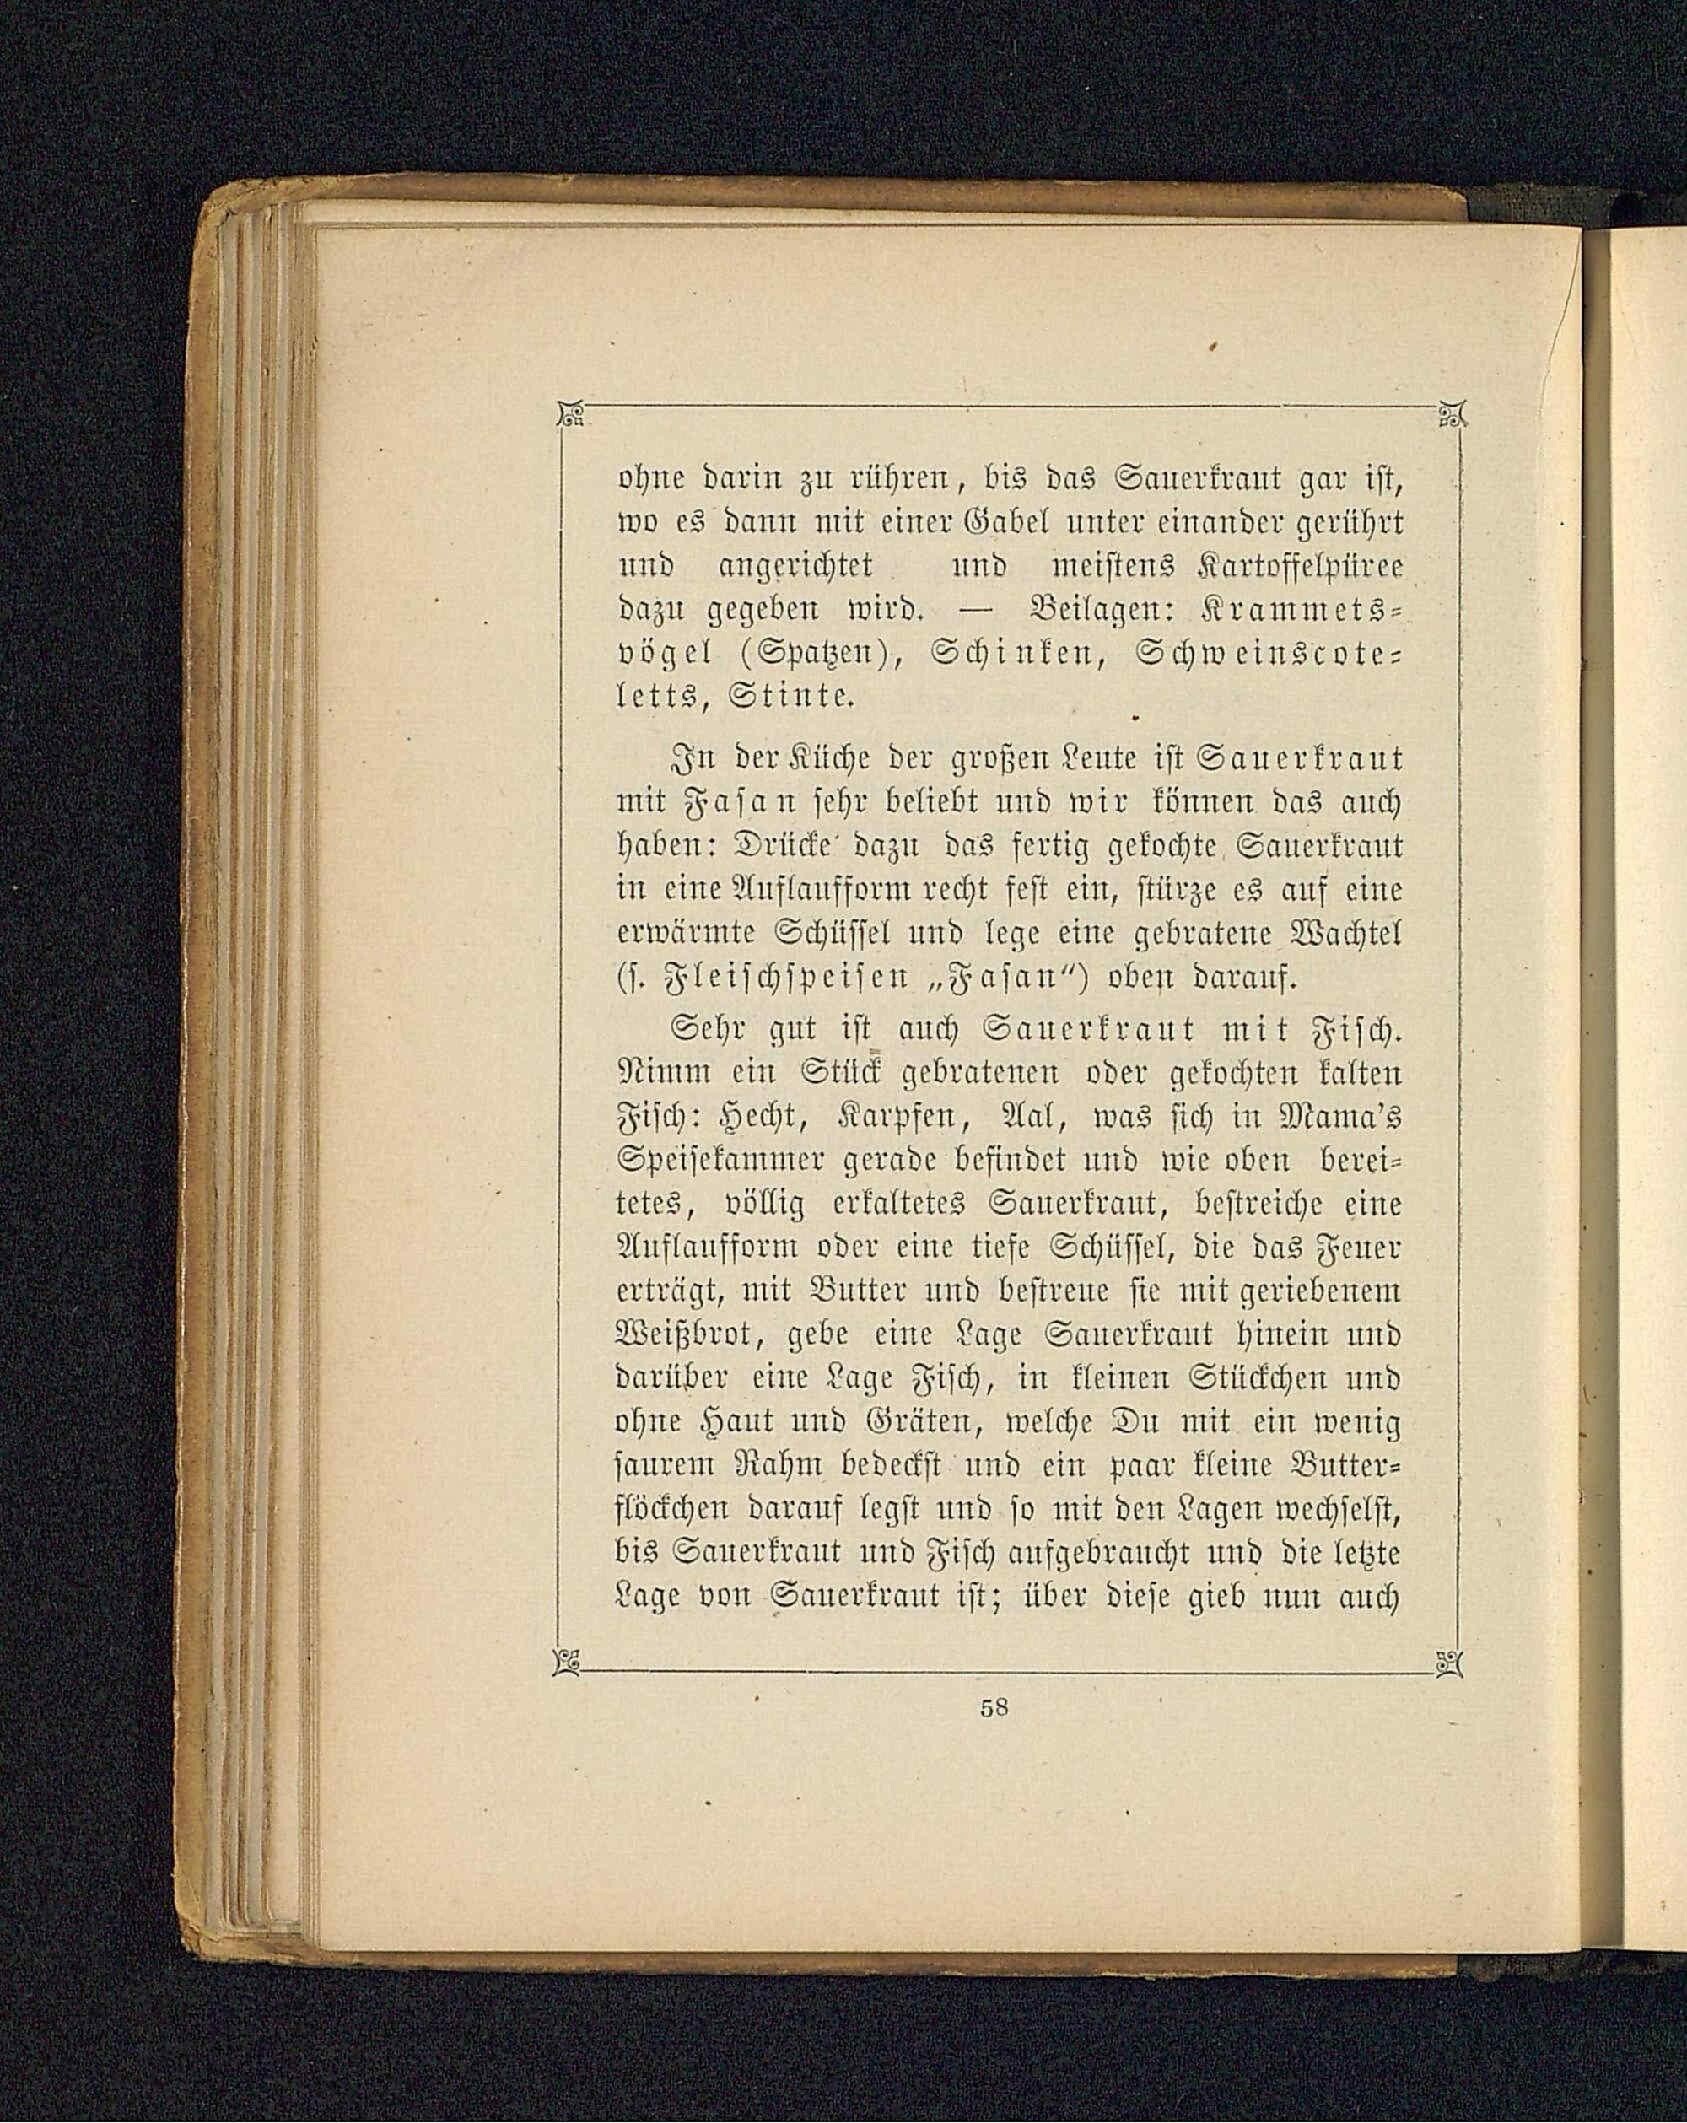 ohne darin zu rühren, bis das Sauerkraut gar ist,
wo es dann mit einer Gabel unter einander gerührt
und angerichtet und meistens Kartoffelpüree
dazu gegeben wird. — Beilagen: Krammets-
vögel (Spatzen), Schinken, Schweinscote-
letts, Stinte.
In der Küche der großen Leute ist Sauerkraut
mit Fasan sehr beliebt und wir können das auch
haben: Drücke dazu das fertig gekochte Sauerkraut
in eine Auflaufform recht fest ein, stürze es auf eine
erwärmte Schüssel und lege eine gebratene Wachtel
(s. Fleischspeisen „Fasan“) oben darauf.
Sehr gut ist auch Sauerkraut mit Fisch.
Nimm ein Stück gebratenen oder gekochten kalten
Fisch: Hecht, Karpfen, Aal, was sich in Mama's
Speisekammer gerade befindet und wie oben berei-
tetes, völlig erkaltetes Sauerkraut, bestreiche eine
Auflaufform oder eine tiefe Schüssel, die das Feuer
erträgt, mit Butter und bestreue sie mit geriebenem
Weißbrot, gebe eine Lage Sauerkraut hinein und
darüber eine Lage Fisch, in kleinen Stückchen und
ohne Haut und Gräten, welche Du mit ein wenig
saurem Rahm bedeckst und ein paar kleine Butter-
flöckchen darauf legst und so mit den Lagen wechselst,
bis Sauerkraut und Fisch aufgebraucht und die letzte
Lage von Sauerkraut ist; über diese gieb nun auch
58